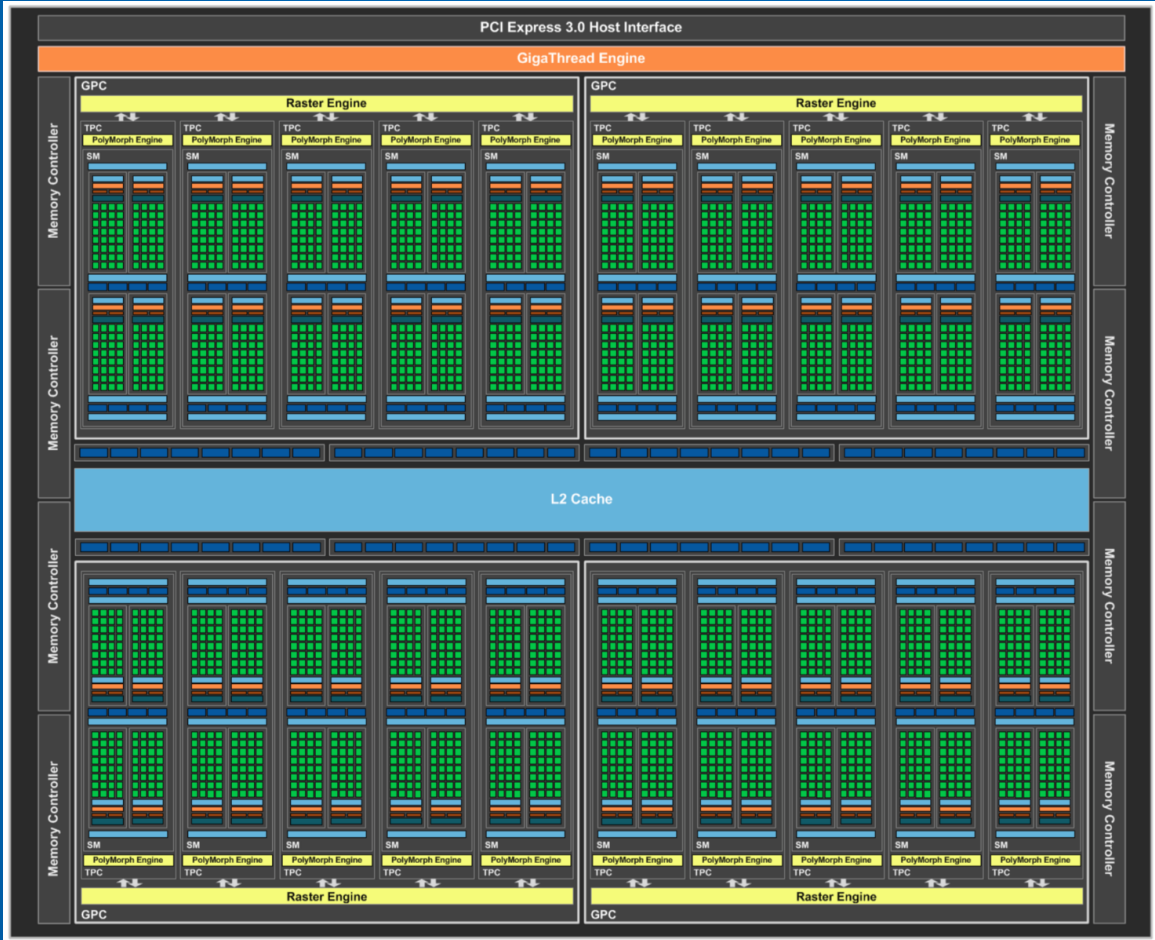 PCI Express 3.0 Host Interface
GigaThread Engine
GPC
GPC
Raster Engine
Raster Engine
TPC
TPC
TPC
TPC
TPC
TPC
TPC
TPC
TPC
TPC
PolyMorph Engine
PolyMorph Engine
PolyMorph Engine
PolyMorph Engine
PolyMorph Engine
PolyMorph Engine
PolyMorph Engine
PolyMorph Engine
PolyMorph Engine
PolyMorph Engine
SM
SM
SM
SM
SM
SM
SM
SM
SM
SM
Memory Controller
Memory Controller
Memory Controller
Memory Controller
L2 Cache
Memory Controller
Memory Controller
Memory Controller
Memory Controller
SM
SM
SM
SM
SM
SM
SM
SM
SM
SM
PolyMorph Engine
PolyMorph Engine
PolyMorph Engine
PolyMorph Engine
PolyMorph Engine
PolyMorph Engine
PolyMorph Engine
PolyMorph Engine
PolyMorph Engine
PolyMorph Engine
TPC
TPC
TPC
TPC
TPC
TPC
TPC
TPC
TPC
TPC
Raster Engine
Raster Engine
GPC
GPC